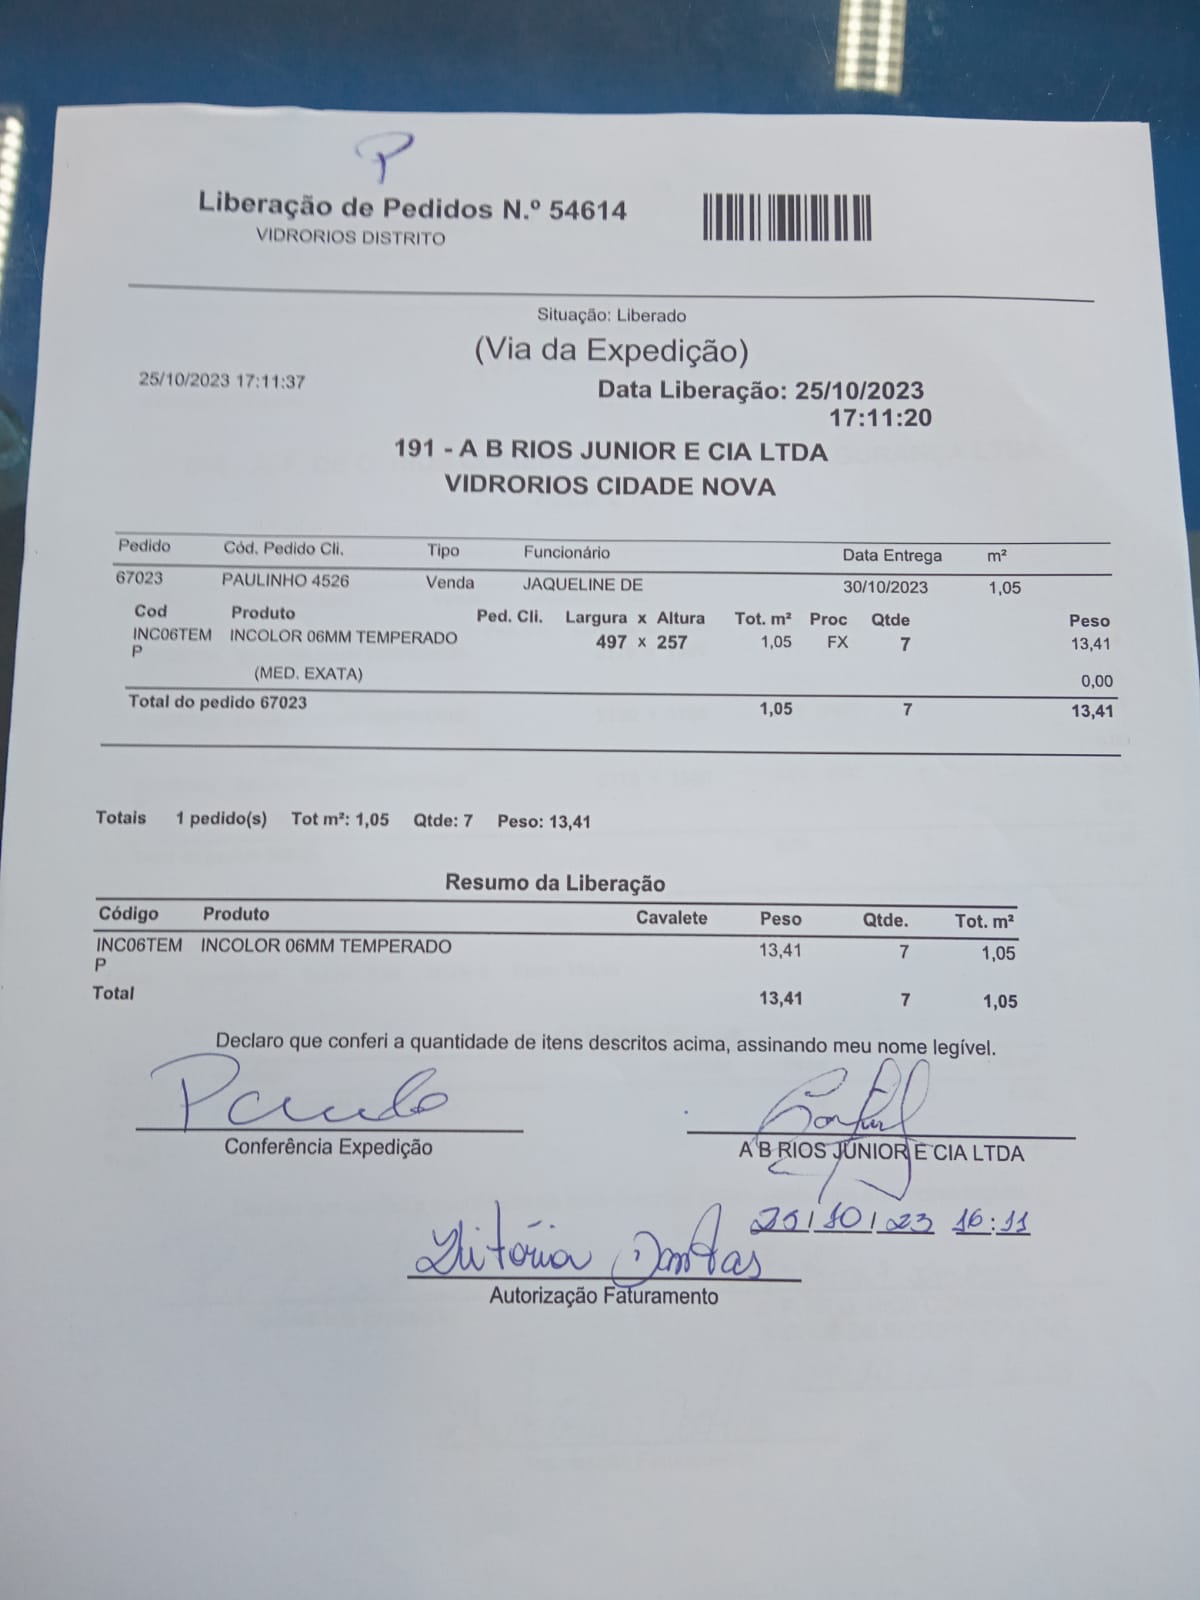 P
Liberação de Pedidos N.º 54614
VIDRORIOS DISTRITO
Situação: Liberado
(Via da Expedição)
25/10/2023 17:11:37
Data Liberação: 25/10/2023
17:11:20
191 - A B RIOS JUNIOR E CIA LTDA
VIDRORIOS CIDADE NOVA
Pedido Cód. Pedido Cli. Tipo Funcionário Data Entrega m²
67023 PAULINHO 4526 Venda JAQUELINE DE 30/10/2023 1,05
Cod Produto Ped. Cli. Largura x Altura Tot. m² Proc Qtde Peso
INC06TEM INCOLOR 06MM TEMPERADO 497 x 257 1,05 FX 7 13,41
P
(MED. EXATA) 0,00
Total do pedido 67023 1,05 7 13,41
Totais 1 pedido(s) Tot m²: 1,05 Qtde: 7 Peso: 13,41
Resumo da Liberação
Código Produto Cavalete Peso Qtde. Tot. m²
INC06TEM INCOLOR 06MM TEMPERADO 13,41 7 1,05
P
Total 13,41 7 1,05
Declaro que conferi a quantidade de itens descritos acima, assinando meu nome legível.
Paulo
Conferência Expedição A B RIOS JUNIOR E CIA LTDA
25/10/23 16:11
Vitória Dantas
Autorização Faturamento